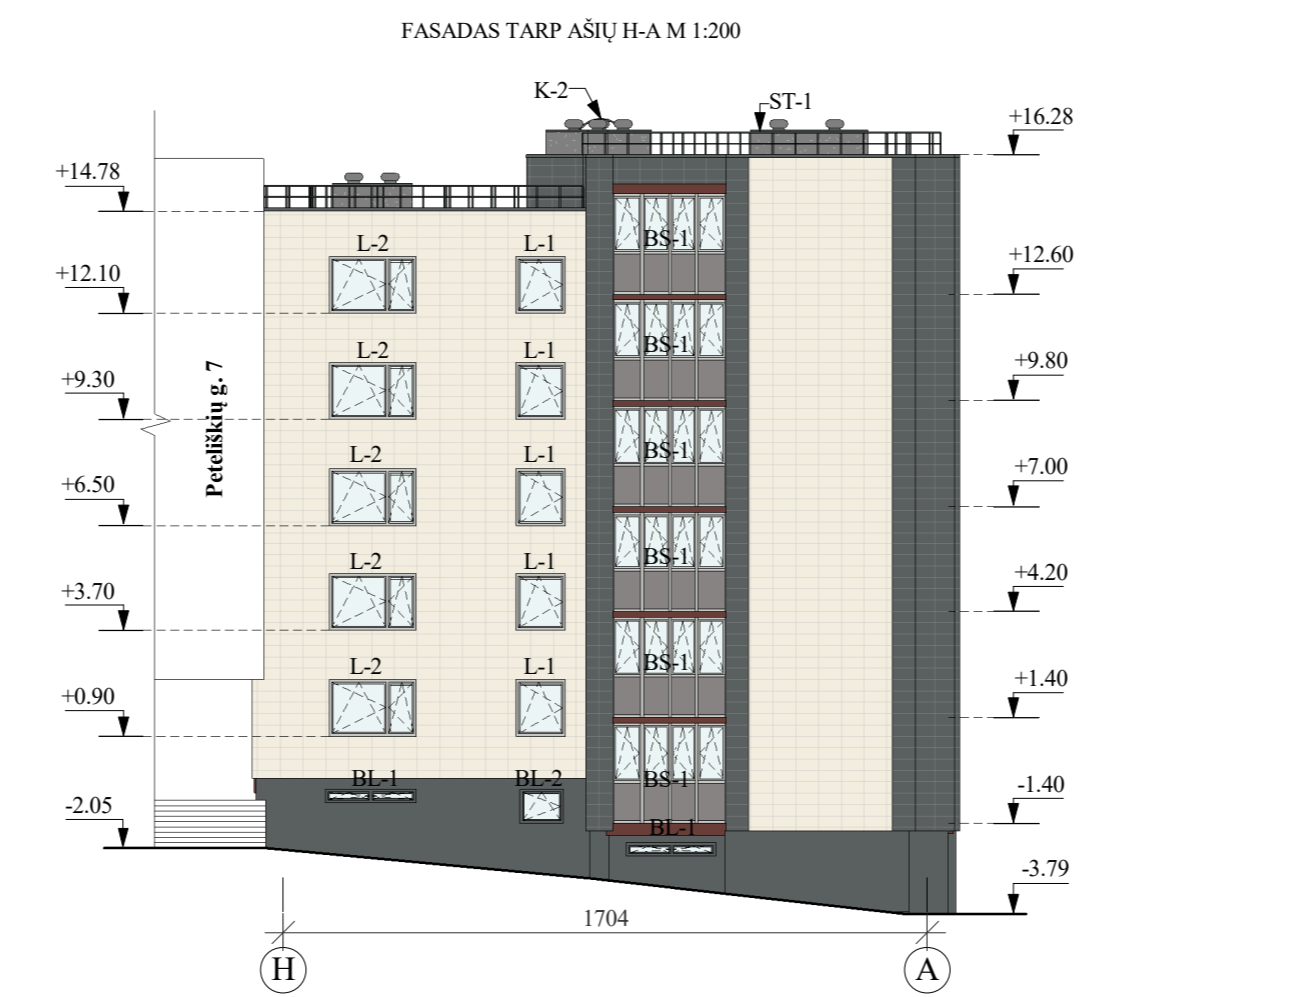 FASADAS TARP AŠIŲ H-A M 1:200
K-2
ST-1
+16.28
+14.78
L-2
L-1
BS-1
+12.60
+12.10
L-2
L-1
BS-1
+9.80
+9.30
Peteliškių g. 7
L-2
L-1
BS-1
+7.00
+6.50
L-2
L-1
BS-1
+4.20
+3.70
L-2
L-1
BS-1
+1.40
+0.90
BL-1
BL-2
BS-1
-1.40
-2.05
BL-1
-3.79
1704
H
A